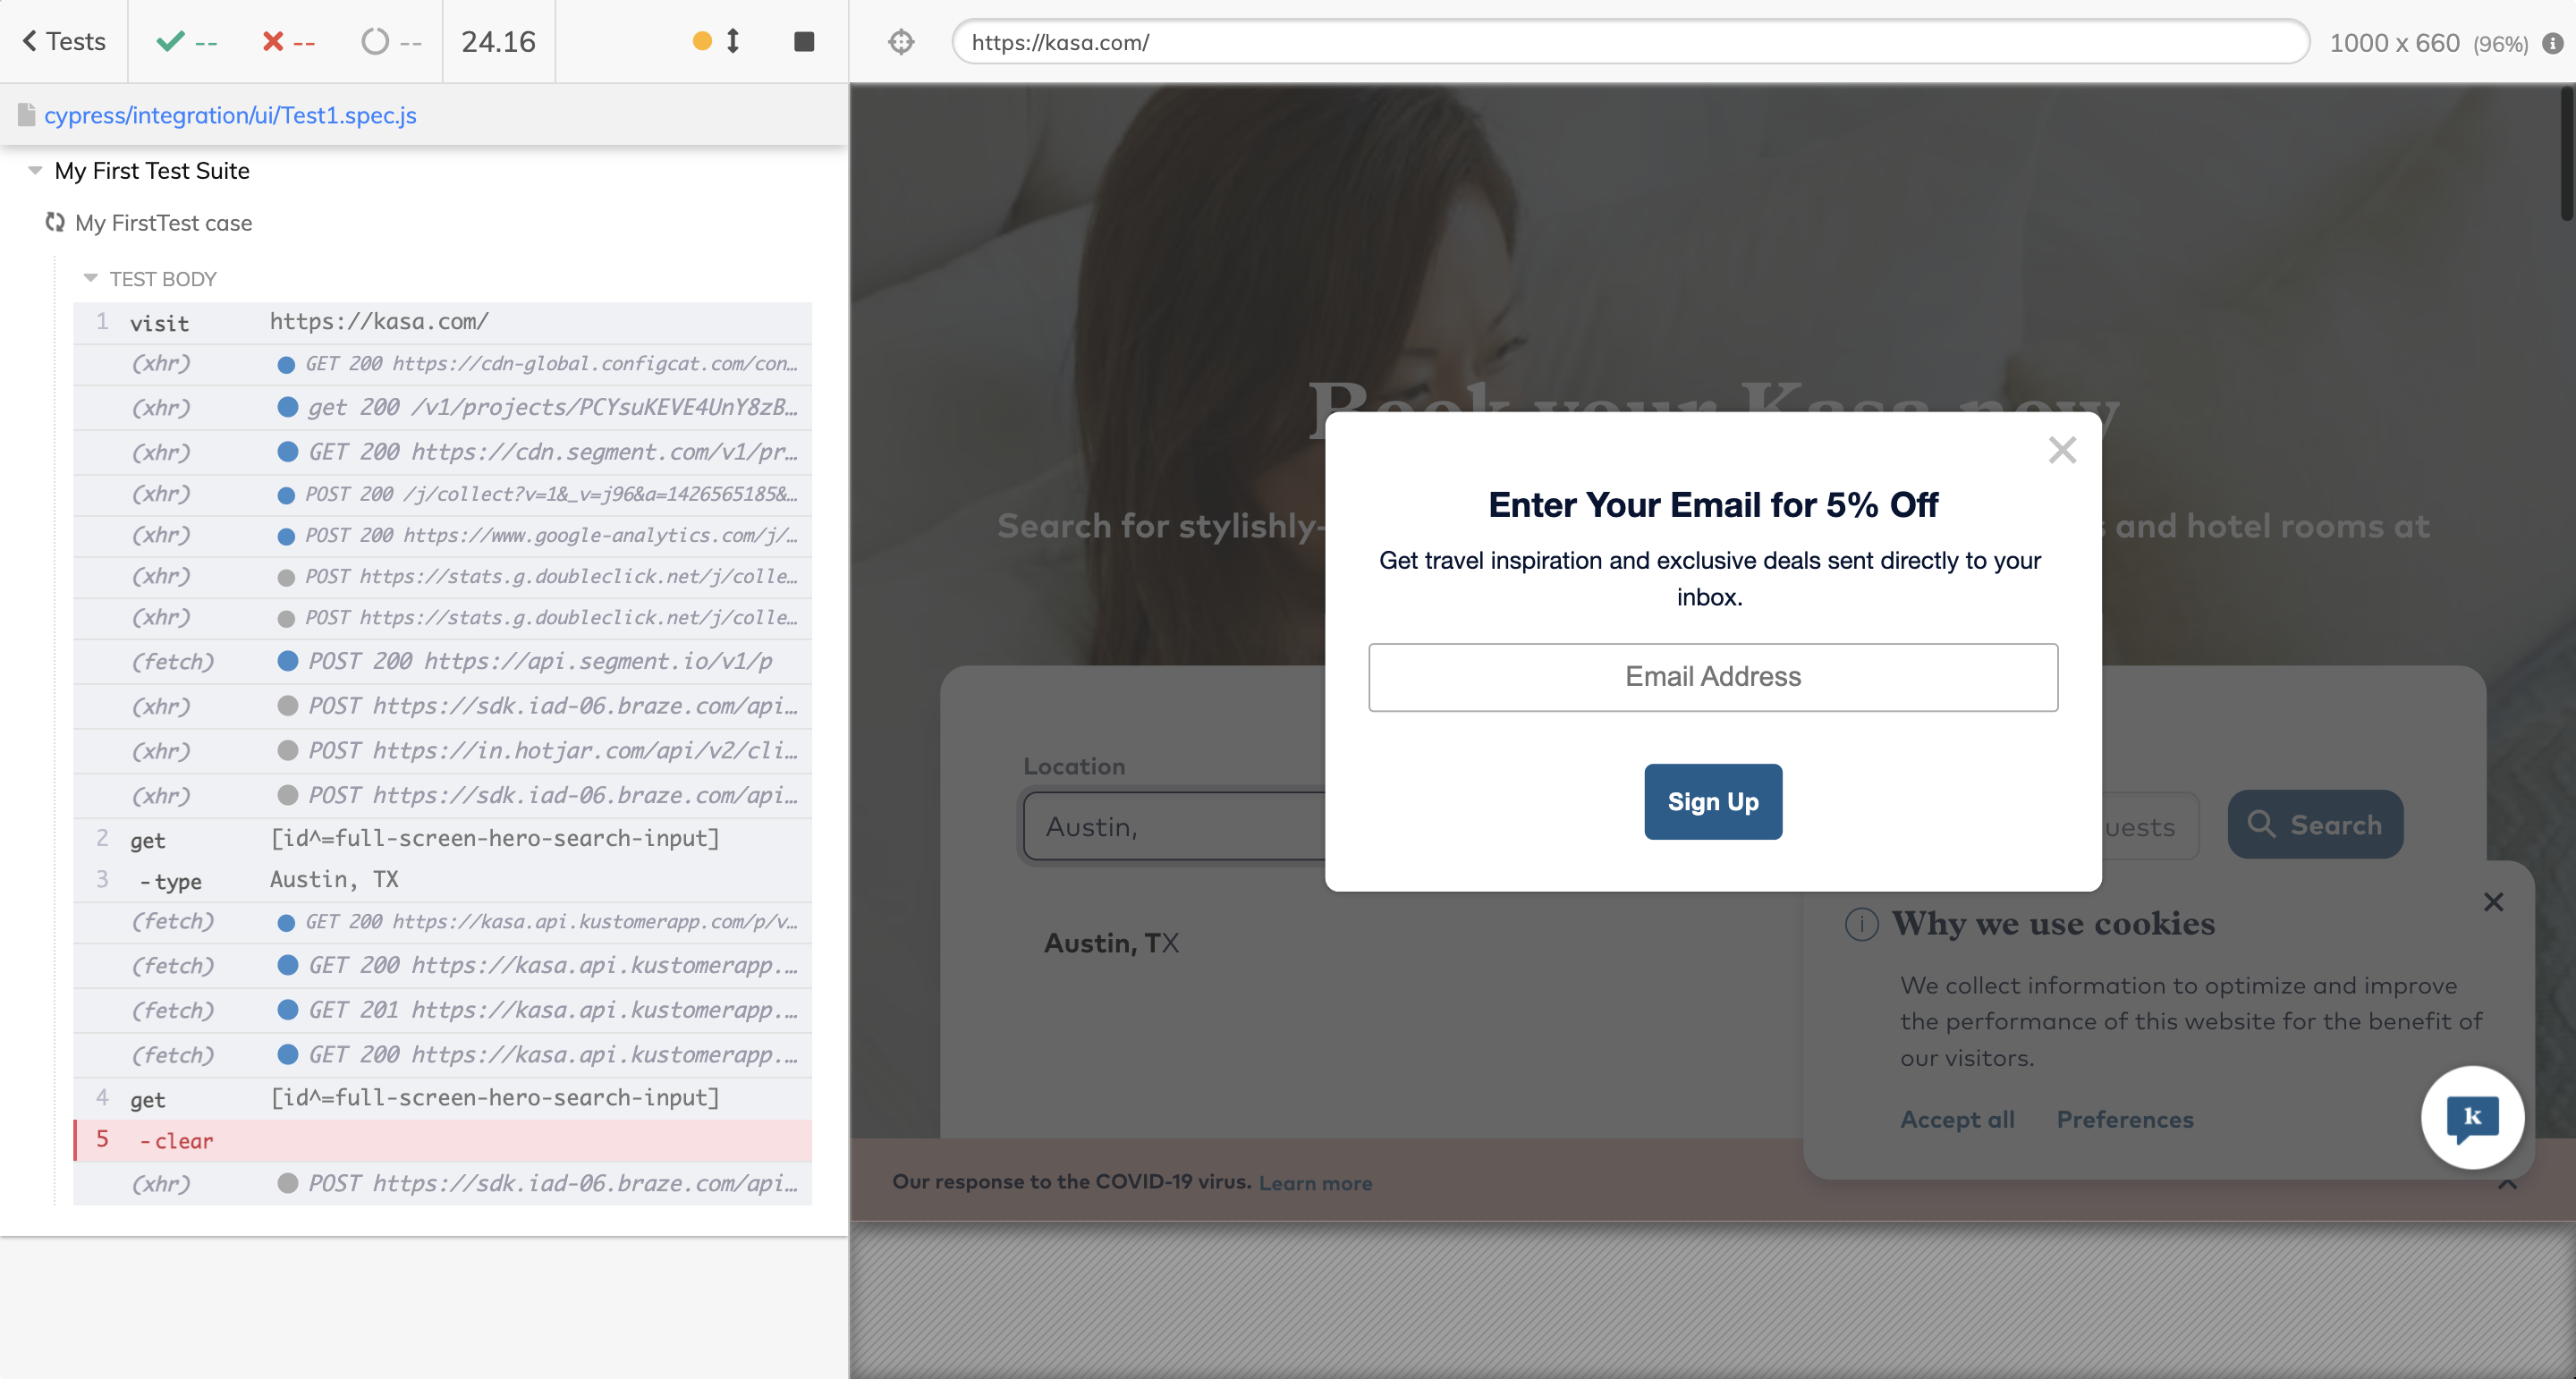 Tests
--
--
--
24.16
https://kasa.com/
1000 x 660 (96%)
cypress/integration/ui/Test1.spec.js
My First Test Suite
My FirstTest case
TEST BODY
1 visit https://kasa.com/
(xhr) GET 200 https://cdn-global.configcat.com/con…
(xhr) get 200 /v1/projects/PCYsuKEVE4UnY8zB…
(xhr) GET 200 https://cdn.segment.com/v1/pr…
(xhr) POST 200 /j/collect?v=1&_v=j96&a=1426565185&…
(xhr) POST 200 https://www.google-analytics.com/j/…
(xhr) POST https://stats.g.doubleclick.net/j/colle…
(xhr) POST https://stats.g.doubleclick.net/j/colle…
(fetch) POST 200 https://api.segment.io/v1/p
(xhr) POST https://sdk.iad-06.braze.com/api…
(xhr) POST https://in.hotjar.com/api/v2/cli…
(xhr) POST https://sdk.iad-06.braze.com/api…
2 get [id^=full-screen-hero-search-input]
3 -type Austin, TX
(fetch) GET 200 https://kasa.api.kustomerapp.com/p/v…
(fetch) GET 200 https://kasa.api.kustomerapp.…
(fetch) GET 201 https://kasa.api.kustomerapp.…
(fetch) GET 200 https://kasa.api.kustomerapp.…
4 get [id^=full-screen-hero-search-input]
5 -clear
(xhr) POST https://sdk.iad-06.braze.com/api…
Book your Kasa now
Search for stylishly- s and hotel rooms at
Enter Your Email for 5% Off
Get travel inspiration and exclusive deals sent directly to your
inbox.
Email Address
Sign Up
Location
Austin,
uests
Search
Austin, TX
Why we use cookies
We collect information to optimize and improve
the performance of this website for the benefit of
our visitors.
Accept all Preferences
k
Our response to the COVID-19 virus. Learn more